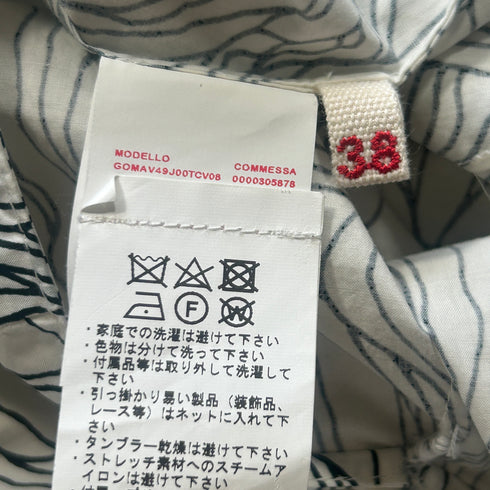 38
MODELLO COMMESSA
GOMAV49J00TCV08 0000305878
F
W
・家庭での洗濯は避けて下さい
・色物は分けて洗って下さい
・付属品等は取り外して洗濯して
下さい
・引っ掛かり易い製品（装飾品、
レース等）はネットに入れて下
さい
・タンブラー乾燥は避けて下さい
・ストレッチ素材へのスチームア
イロンは避けて下さい